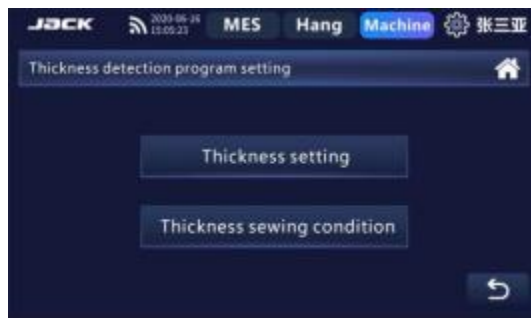 JACK
2020-06-16
15:05:23
MES
Hang
Machine
张三亚
Thickness detection program setting
Thickness setting
Thickness sewing condition